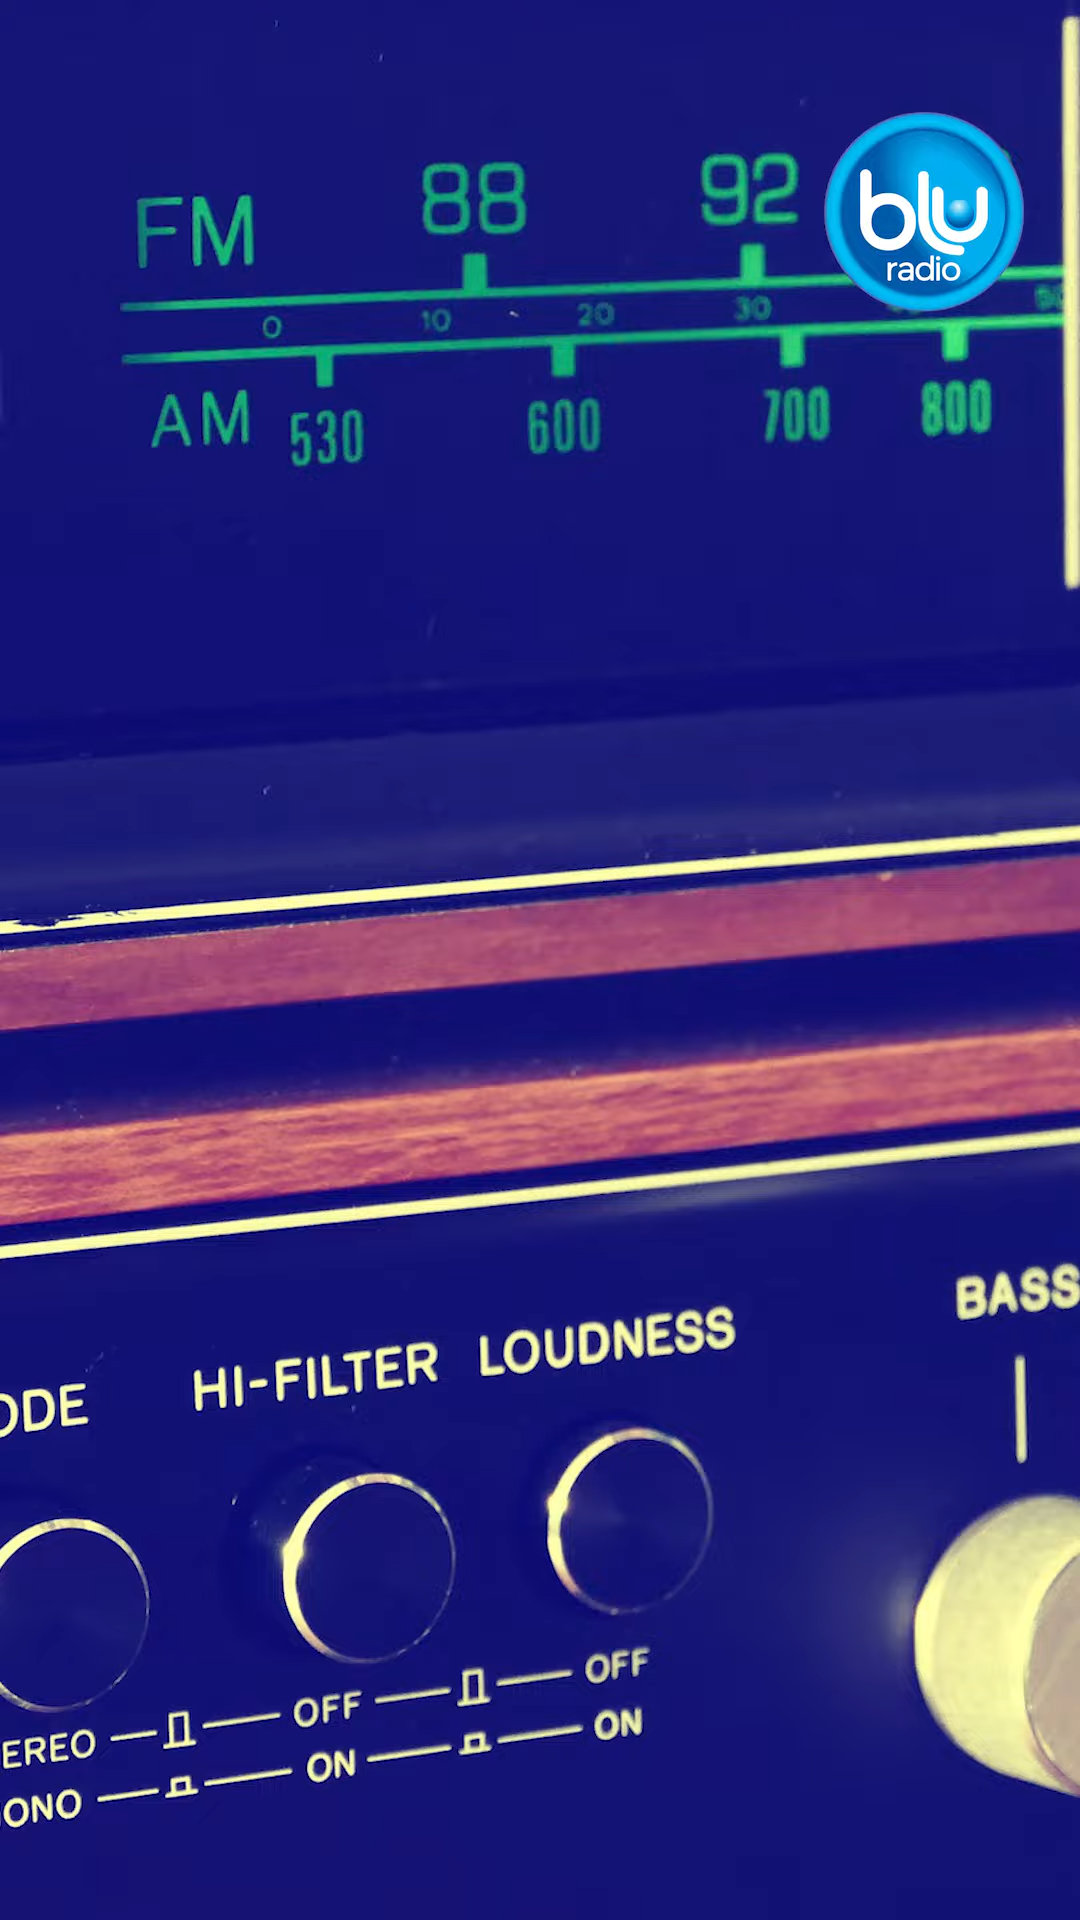 FM 88 92
blu
radio
0 10 20 30
AM 530 600 700 800
BASS
HI-FILTER LOUDNESS
ODE
EREO OFF OFF
ONO ON ON